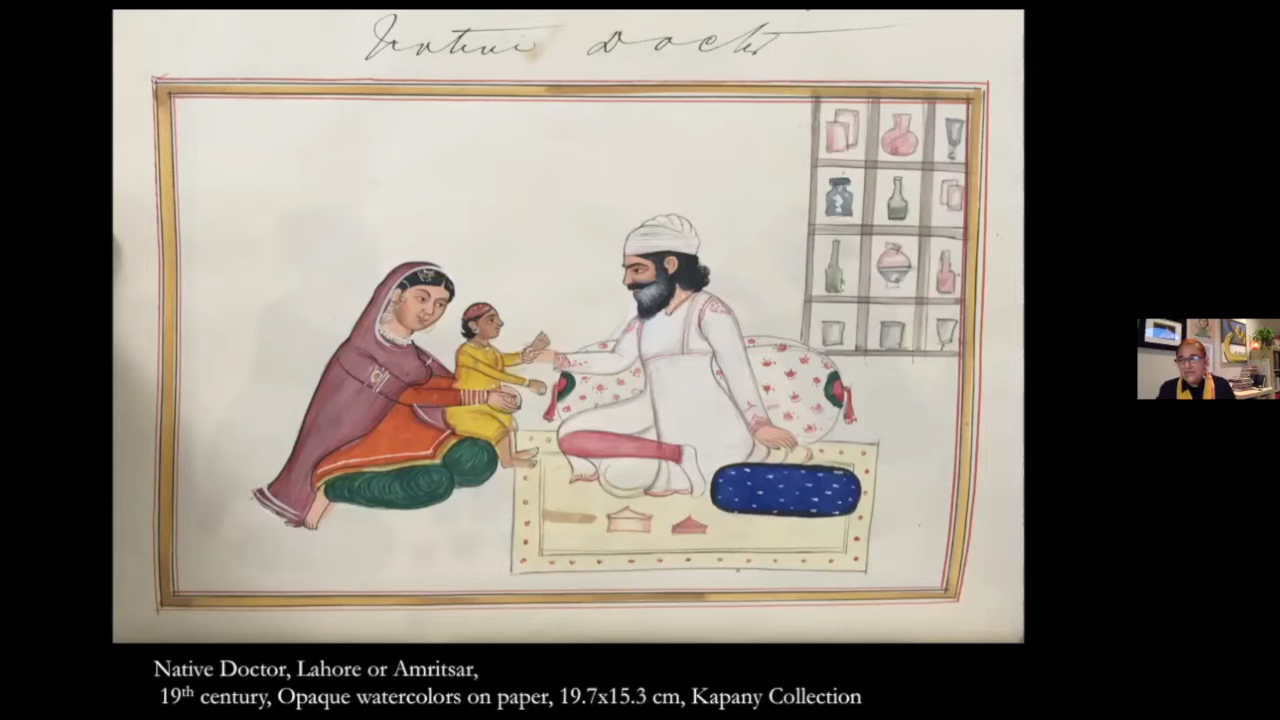 Native Doctor
Native Doctor, Lahore or Amritsar,
19th century, Opaque watercolors on paper, 19.7x15.3 cm, Kapany Collection